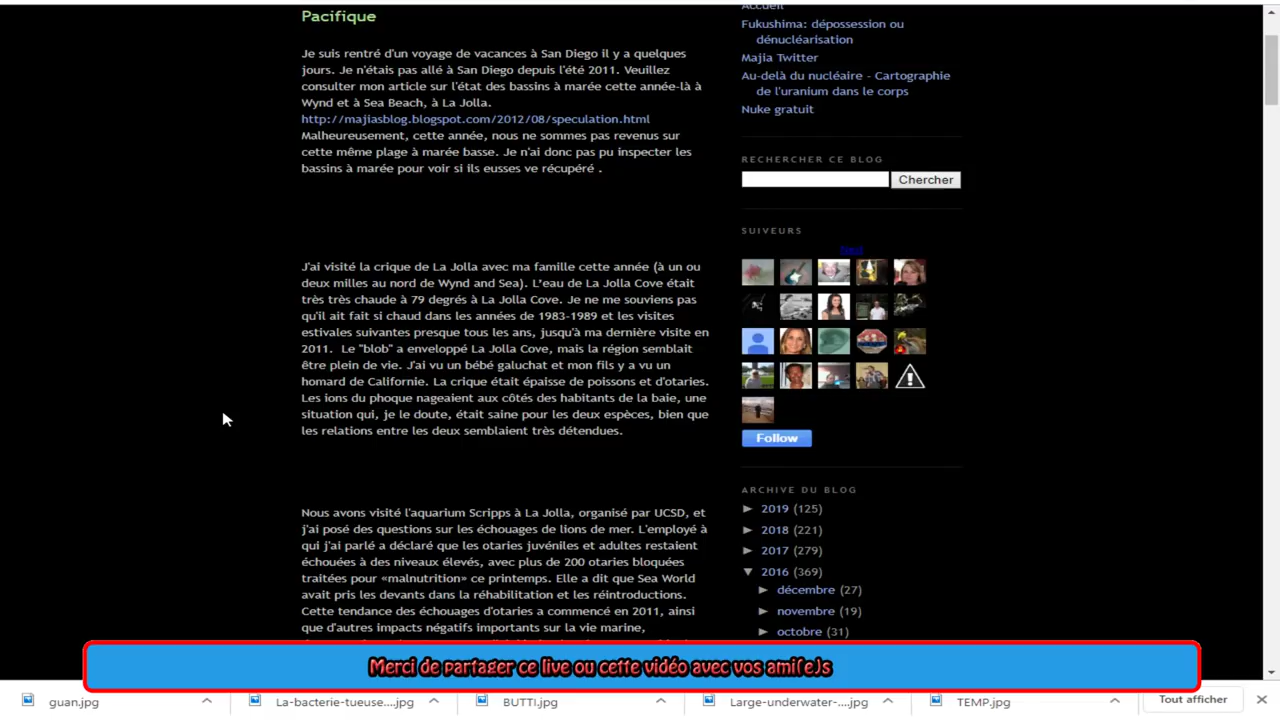 Pacifique
Je suis rentré d'un voyage de vacances à San Diego il y a quelques
jours. Je n'étais pas allé à San Diego depuis l'été 2011. Veuillez
consulter mon article sur l'état des bassins à marée cette année-là à
Wynd et à Sea Beach, à La Jolla.
http://majiasblog.blogspot.com/2012/08/speculation.html
Malheureusement, cette année, nous ne sommes pas revenus sur
cette même plage à marée basse. Je n'ai donc pas pu inspecter les
bassins à marée pour voir si ils eusses ve récupéré .
J'ai visité la crique de La Jolla avec ma famille cette année (à un ou
deux milles au nord de Wynd and Sea). L'eau de La Jolla Cove était
très très chaude à 79 degrés à La Jolla Cove. Je ne me souviens pas
qu'il ait fait si chaud dans les années de 1983-1989 et les visites
estivales suivantes presque tous les ans, jusqu'à ma dernière visite en
2011. Le "blob" a enveloppé La Jolla Cove, mais la région semblait
être plein de vie. J'ai vu un bébé galuchat et mon fils y a vu un
homard de Californie. La crique était épaisse de poissons et d'otaries.
Les ions du phoque nageaient aux côtés des habitants de la baie, une
situation qui, je le doute, était saine pour les deux espèces, bien que
les relations entre les deux semblaient très détendues.
Nous avons visité l'aquarium Scripps à La Jolla, organisé par UCSD, et
j'ai posé des questions sur les échouages de lions de mer. L'employé à
qui j'ai parlé a déclaré que les otaries juvéniles et adultes restaient
échouées à des niveaux élevés, avec plus de 200 otaries bloquées
traitées pour «malnutrition» ce printemps. Elle a dit que Sea World
avait pris les devants dans la réhabilitation et les réintroductions.
Cette tendance des échouages d'otaries a commencé en 2011, ainsi
que d'autres impacts négatifs importants sur la vie marine,
Accueil
Fukushima: dépossession ou
dénucléarisation
Majia Twitter
Au-delà du nucléaire - Cartographie
de l'uranium dans le corps
Nuke gratuit
RECHERCHER CE BLOG
Chercher
SUIVEURS
Next
Follow
ARCHIVE DU BLOG
► 2019 (125)
► 2018 (221)
► 2017 (279)
▼ 2016 (369)
► décembre (27)
► novembre (19)
► octobre (31)
Merci de partager ce live ou cette vidéo avec vos ami(e)s
guan.jpg
La-bacterie-tueuse....jpg
BUTTI.jpg
Large-underwater-....jpg
TEMP.jpg
Tout afficher